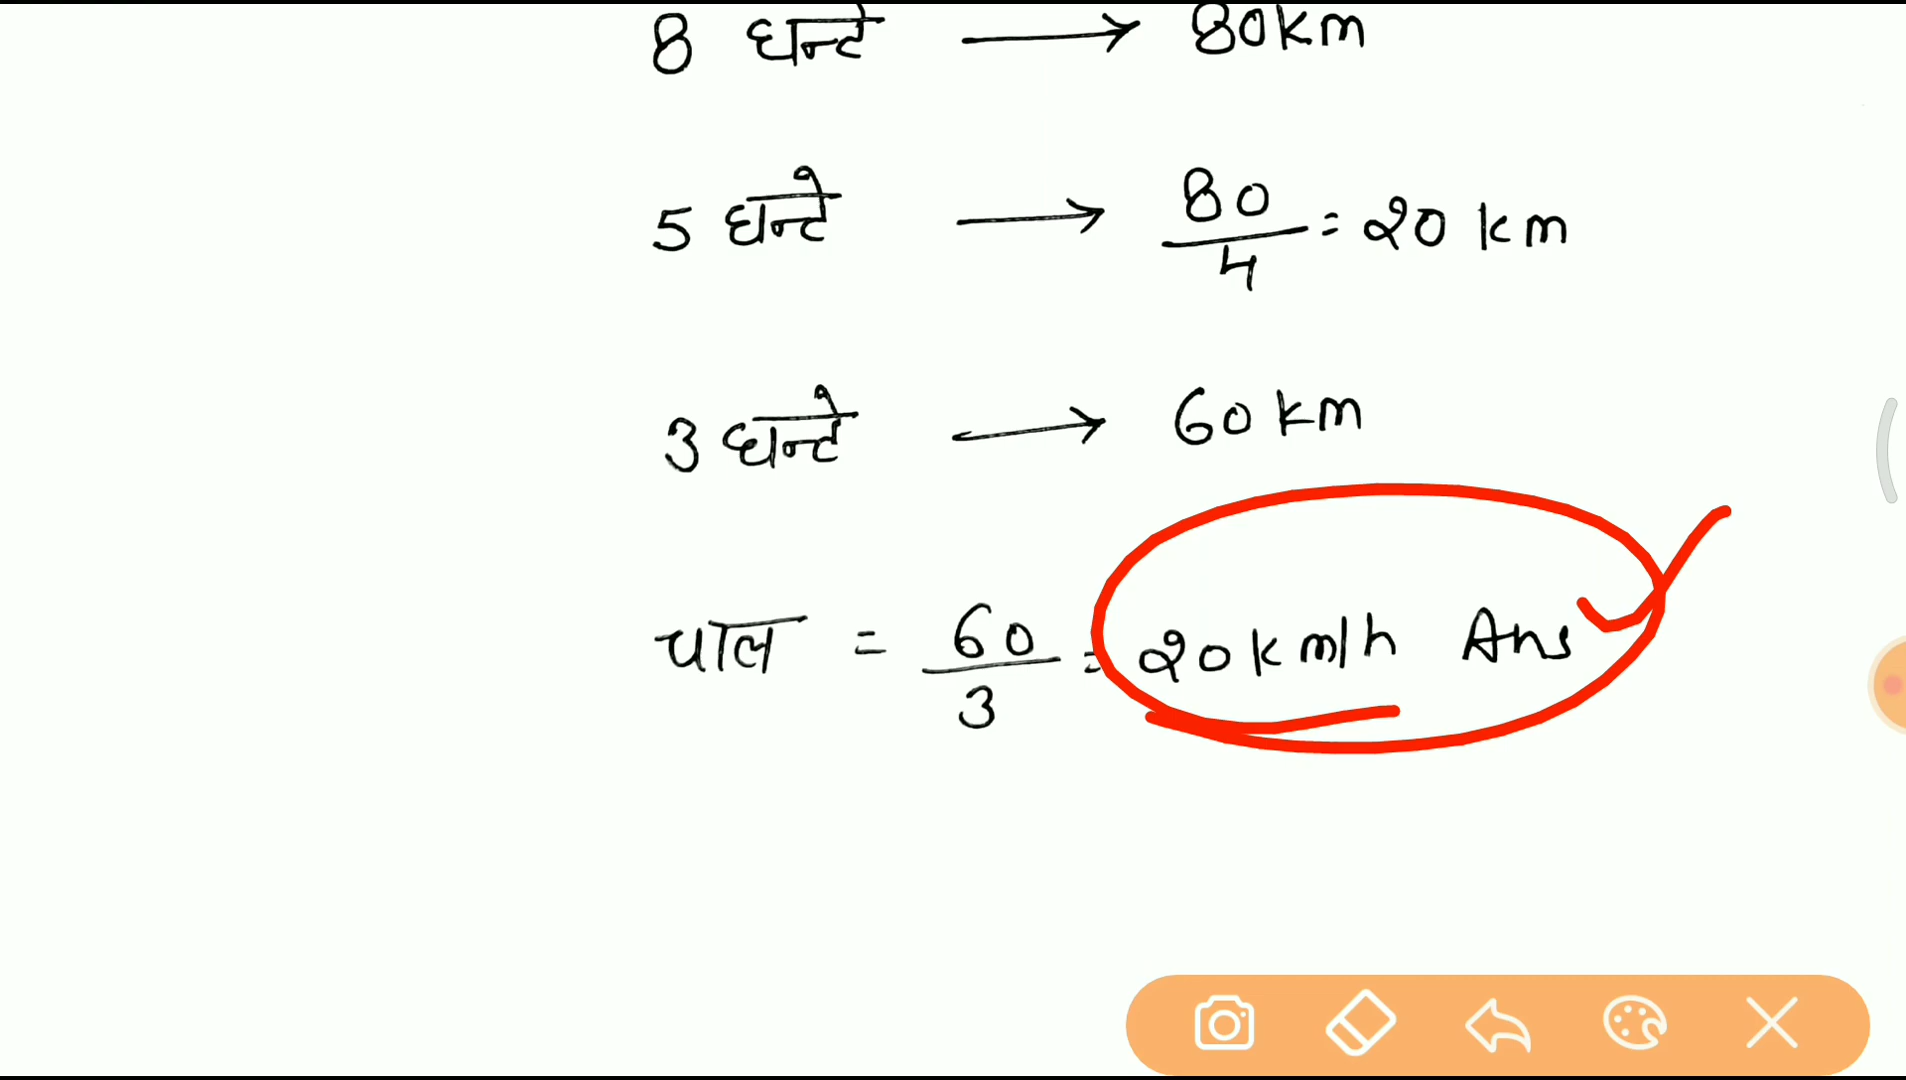 8 घन्टे → 80km
5 घन्टे → 80/4 = 20 km
3 घन्टे → 60 km
चाल = 60/3 = 20km/h Ans